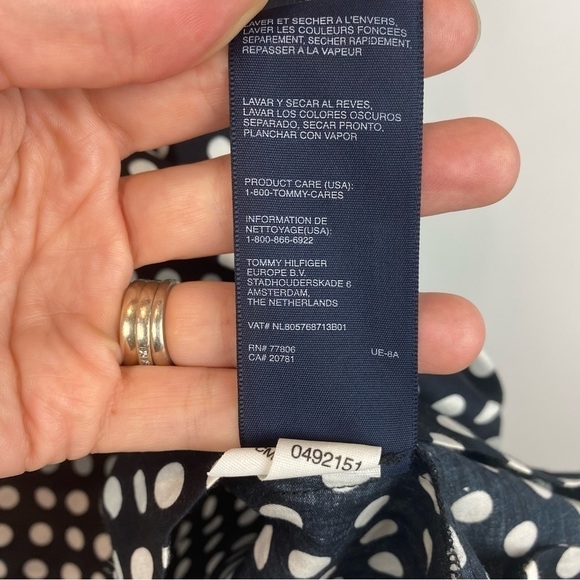 LAVER ET SECHER A L'ENVERS,
LAVER LES COULEURS FONCEES
SEPAREMENT, SECHER RAPIDEMENT,
REPASSER A LA VAPEUR
LAVAR Y SECAR AL REVES,
LAVAR LOS COLORES OSCUROS
SEPARADO, SECAR PRONTO,
PLANCHAR CON VAPOR
PRODUCT CARE (USA):
1-800-TOMMY-CARES
INFORMATION DE
NETTOYAGE(USA):
1-800-866-6922
TOMMY HILFIGER
EUROPE B.V.
STADHOUDERSKADE 6
AMSTERDAM,
THE NETHERLANDS
VAT# NL805768713B01
RN# 77806 UE-8A
CA# 20781
0492151